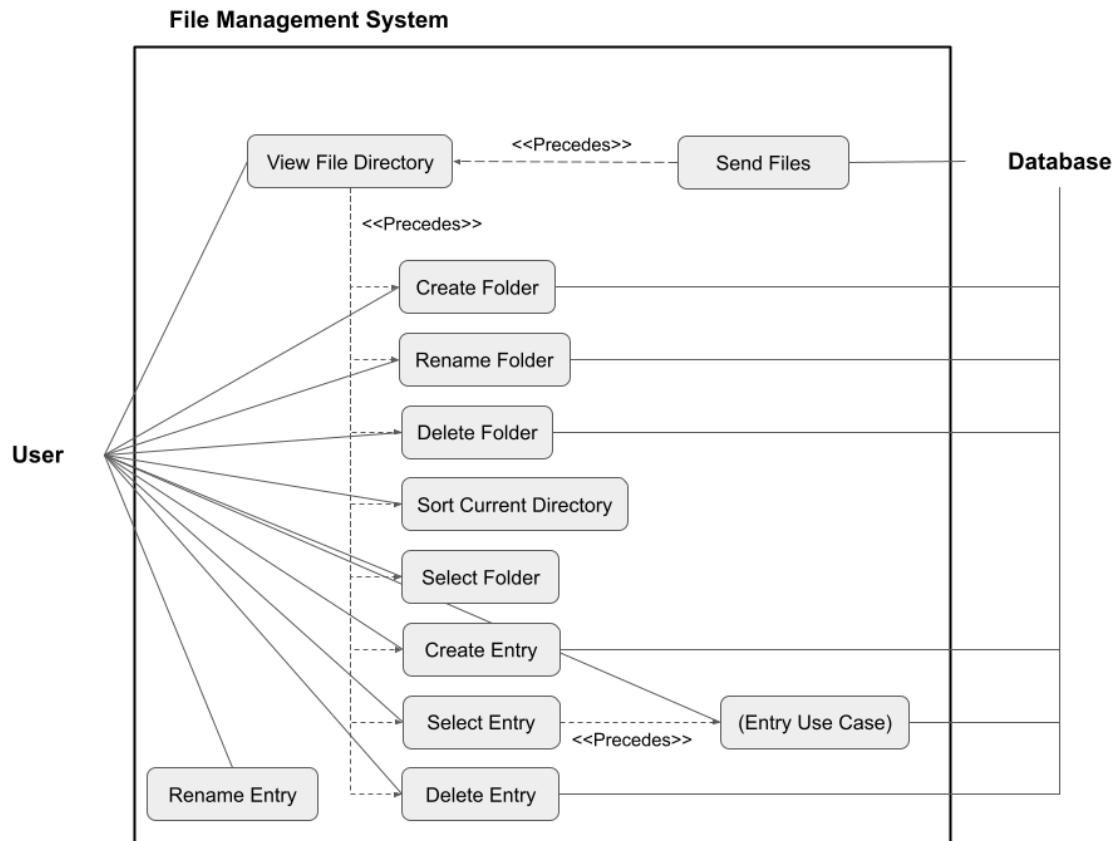 File Management System
<<Precedes>>
View File Directory
Send Files
Database
<<Precedes>>
Create Folder
Rename Folder
Delete Folder
User
Sort Current Directory
Select Folder
Create Entry
Select Entry
(Entry Use Case)
<<Precedes>>
Rename Entry
Delete Entry